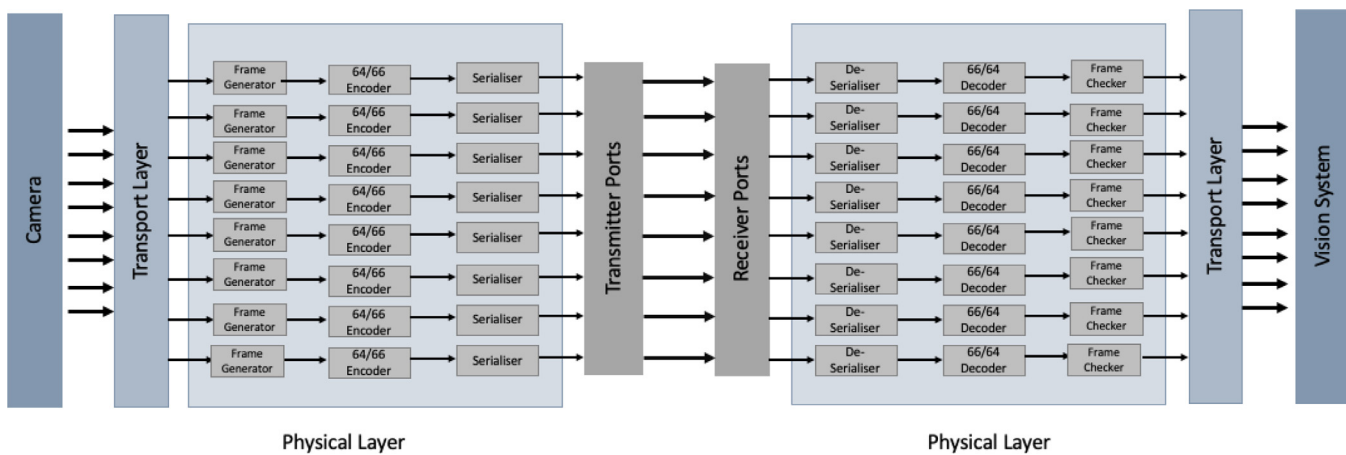 Camera
Transport Layer
Frame
Generator
64/66
Encoder
Serialiser
Frame
Generator
64/66
Encoder
Serialiser
Frame
Generator
64/66
Encoder
Serialiser
Frame
Generator
64/66
Encoder
Serialiser
Frame
Generator
64/66
Encoder
Serialiser
Frame
Generator
64/66
Encoder
Serialiser
Frame
Generator
64/66
Encoder
Serialiser
Frame
Generator
64/66
Encoder
Serialiser
Physical Layer
Transmitter Ports
Receiver Ports
De-
Serialiser
66/64
Decoder
Frame
Checker
De-
Serialiser
66/64
Decoder
Frame
Checker
De-
Serialiser
66/64
Decoder
Frame
Checker
De-
Serialiser
66/64
Decoder
Frame
Checker
De-
Serialiser
66/64
Decoder
Frame
Checker
De-
Serialiser
66/64
Decoder
Frame
Checker
De-
Serialiser
66/64
Decoder
Frame
Checker
De-
Serialiser
66/64
Decoder
Frame
Checker
Physical Layer
Transport Layer
Vision System